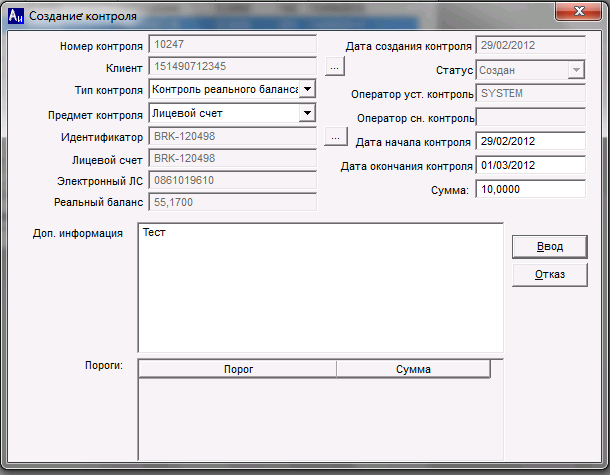 Au Создание контроля
Номер контроля 10247 Дата создания контроля 29/02/2012
Клиент 151490712345 ... Статус Создан
Тип контроля Контроль реального баланса Оператор уст. контроль SYSTEM
Предмет контроля Лицевой счет Оператор сн. контроль
Идентификатор BRK-120498 ... Дата начала контроля 29/02/2012
Лицевой счет BRK-120498 Дата окончания контроля 01/03/2012
Электронный ЛС 0861019610 Сумма: 10,0000
Реальный баланс 55,1700
Доп. информация Тест
Ввод
Отказ
Пороги: Порог Сумма